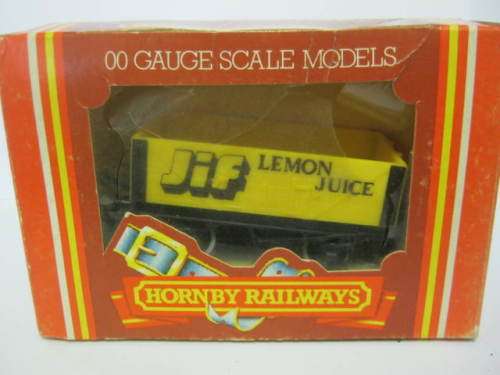 00 GAUGE SCALE MODELS
Jif LEMON
JUICE
HORNBY RAILWAYS